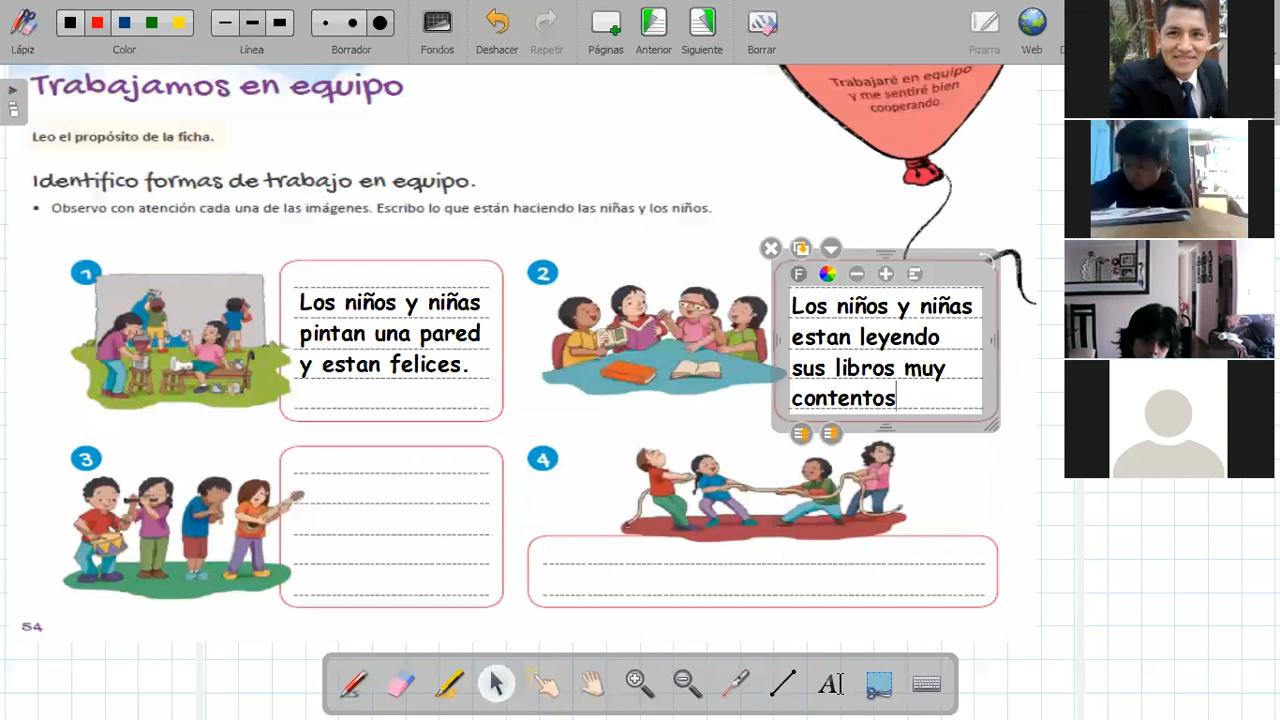 Lápiz
Color
Línea
Borrador
Fondos
Deshacer
Repetir
Páginas
Anterior
Siguiente
Borrar
Pizarra
Web
Trabajamos en equipo
Trabajaré en equipo
y me sentiré bien
cooperando.
Leo el propósito de la ficha.
Identifico formas de trabajo en equipo.
• Observo con atención cada una de las imágenes. Escribo lo que están haciendo las niñas y los niños.
1
Los niños y niñas
pintan una pared
y estan felices.
2
F
Los niños y niñas
estan leyendo
sus libros muy
contentos
3
4
54
AI